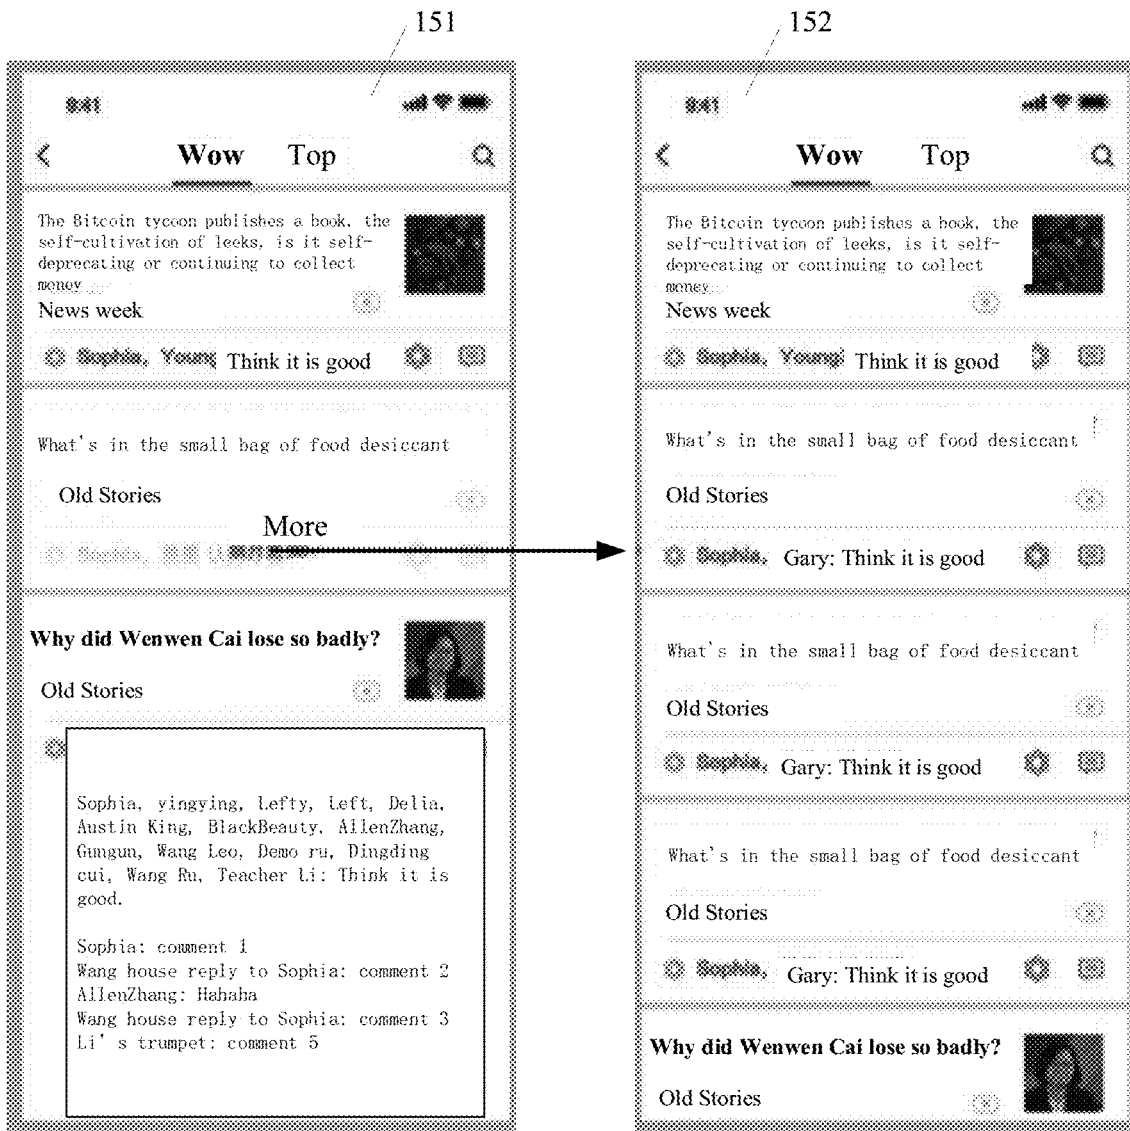 151
9:41
Wow Top
The Bitcoin tycoon publishes a book, the
self-cultivation of leeks, is it self-
deprecating or continuing to collect
money
News week
Sophia, Young Think it is good
What's in the small bag of food desiccant
Old Stories
More
Sophia,
Why did Wenwen Cai lose so badly?
Old Stories
Sophia, yingying, Lefty, Left, Delia,
Austin King, BlackBeauty, AllenZhang,
Gungun, Wang Leo, Demo ru, Dingding
cui, Wang Ru, Teacher Li: Think it is
good.
Sophia: comment 1
Wang house reply to Sophia: comment 2
AllenZhang: Hahaha
Wang house reply to Sophia: comment 3
Li's trumpet: comment 5
152
9:41
Wow Top
The Bitcoin tycoon publishes a book, the
self-cultivation of leeks, is it self-
deprecating or continuing to collect
money
News week
Sophia, Young Think it is good
What's in the small bag of food desiccant
Old Stories
Sophia, Gary: Think it is good
What's in the small bag of food desiccant
Old Stories
Sophia, Gary: Think it is good
What's in the small bag of food desiccant
Old Stories
Sophia, Gary: Think it is good
Why did Wenwen Cai lose so badly?
Old Stories